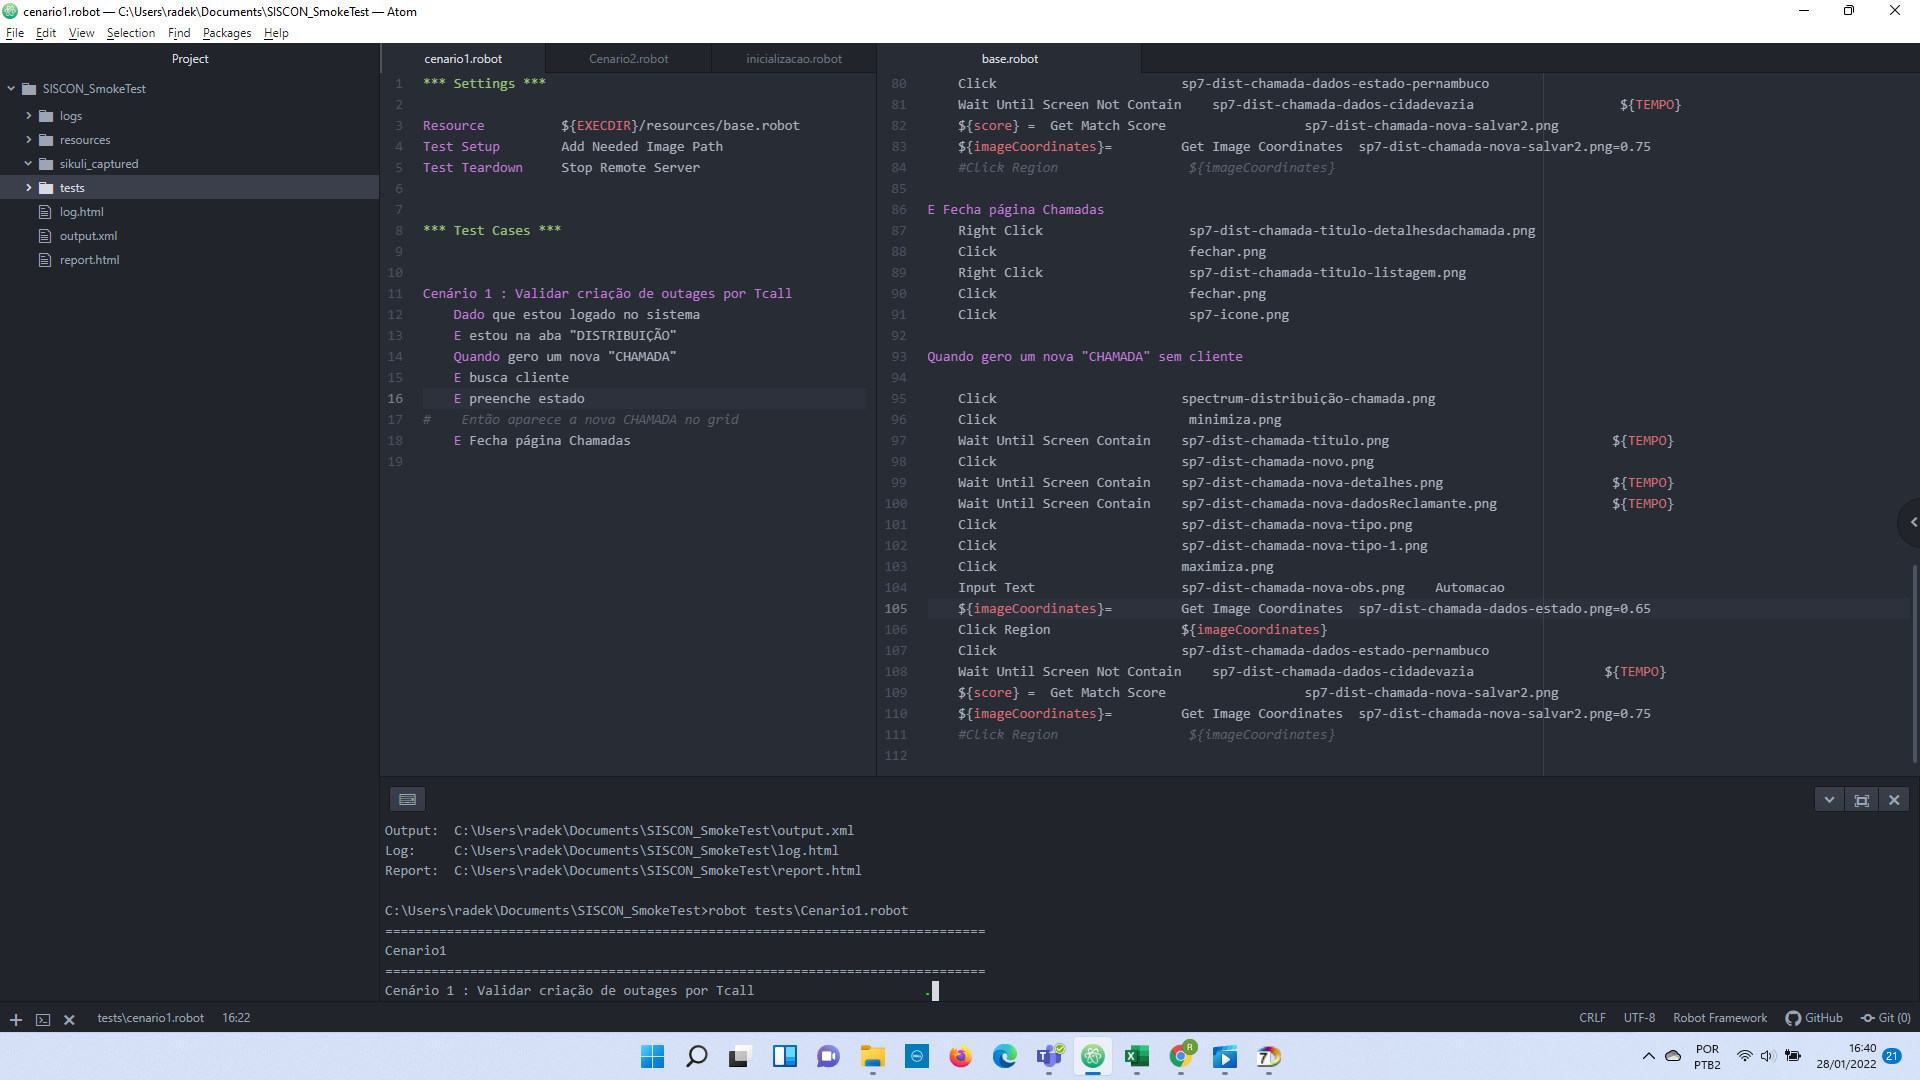 cenario1.robot — C:\Users\radek\Documents\SISCON_SmokeTest — Atom
File Edit View Selection Find Packages Help
Project
SISCON_SmokeTest
logs
resources
sikuli_captured
tests
log.html
output.xml
report.html
cenario1.robot Cenario2.robot inicializacao.robot
1 *** Settings ***
2
3 Resource ${EXECDIR}/resources/base.robot
4 Test Setup Add Needed Image Path
5 Test Teardown Stop Remote Server
6
7
8 *** Test Cases ***
9
10
11 Cenário 1 : Validar criação de outages por Tcall
12 Dado que estou logado no sistema
13 E estou na aba "DISTRIBUIÇÃO"
14 Quando gero um nova "CHAMADA"
15 E busca cliente
16 E preenche estado
17 # Então aparece a nova CHAMADA no grid
18 E Fecha página Chamadas
19
base.robot
80 Click sp7-dist-chamada-dados-estado-pernambuco
81 Wait Until Screen Not Contain sp7-dist-chamada-dados-cidadevazia ${TEMPO}
82 ${score} = Get Match Score sp7-dist-chamada-nova-salvar2.png
83 ${imageCoordinates}= Get Image Coordinates sp7-dist-chamada-nova-salvar2.png=0.75
84 #Click Region ${imageCoordinates}
85
86 E Fecha página Chamadas
87 Right Click sp7-dist-chamada-titulo-detalhesdachamada.png
88 Click fechar.png
89 Right Click sp7-dist-chamada-titulo-listagem.png
90 Click fechar.png
91 Click sp7-icone.png
92
93 Quando gero um nova "CHAMADA" sem cliente
94
95 Click spectrum-distribuição-chamada.png
96 Click minimiza.png
97 Wait Until Screen Contain sp7-dist-chamada-titulo.png ${TEMPO}
98 Click sp7-dist-chamada-novo.png
99 Wait Until Screen Contain sp7-dist-chamada-nova-detalhes.png ${TEMPO}
100 Wait Until Screen Contain sp7-dist-chamada-nova-dadosReclamante.png ${TEMPO}
101 Click sp7-dist-chamada-nova-tipo.png
102 Click sp7-dist-chamada-nova-tipo-1.png
103 Click maximiza.png
104 Input Text sp7-dist-chamada-nova-obs.png Automacao
105 ${imageCoordinates}= Get Image Coordinates sp7-dist-chamada-dados-estado.png=0.65
106 Click Region ${imageCoordinates}
107 Click sp7-dist-chamada-dados-estado-pernambuco
108 Wait Until Screen Not Contain sp7-dist-chamada-dados-cidadevazia ${TEMPO}
109 ${score} = Get Match Score sp7-dist-chamada-nova-salvar2.png
110 ${imageCoordinates}= Get Image Coordinates sp7-dist-chamada-nova-salvar2.png=0.75
111 #Click Region ${imageCoordinates}
112
Output: C:\Users\radek\Documents\SISCON_SmokeTest\output.xml
Log: C:\Users\radek\Documents\SISCON_SmokeTest\log.html
Report: C:\Users\radek\Documents\SISCON_SmokeTest\report.html
C:\Users\radek\Documents\SISCON_SmokeTest>robot tests\Cenario1.robot
==============================================================================
Cenario1
==============================================================================
Cenário 1 : Validar criação de outages por Tcall .
tests\cenario1.robot 16:22 CRLF UTF-8 Robot Framework GitHub Git (0)
POR
PTB2
16:40
28/01/2022
21